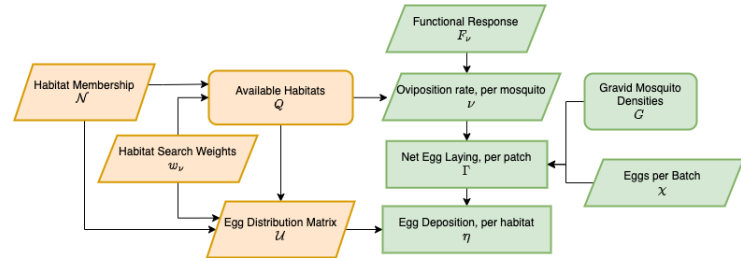 Functional Response
F_ν
Habitat Membership
𝒩
Available Habitats
Q
Oviposition rate, per mosquito
ν
Gravid Mosquito
Densities
G
Habitat Search Weights
w_ν
Net Egg Laying, per patch
Γ
Eggs per Batch
χ
Egg Distribution Matrix
𝒰
Egg Deposition, per habitat
η